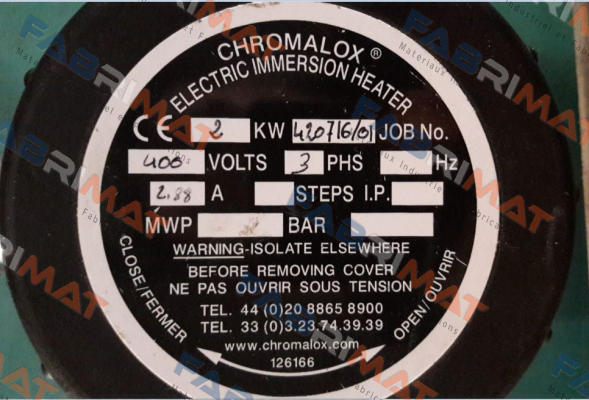 CHROMALOX ®
ELECTRIC IMMERSION HEATER
CE 2 KW 420716/01 JOB No.
400 VOLTS 3 PHS Hz
2.88 A STEPS I.P.
MWP BAR
WARNING-ISOLATE ELSEWHERE
BEFORE REMOVING COVER
NE PAS OUVRIR SOUS TENSION
CLOSE/FERMER
OPEN/OUVRIR
TEL. 44 (0)20 8865 8900
TEL. 33 (0)3.23.74.39.39
www.chromalox.com
126166
FABRIMAT